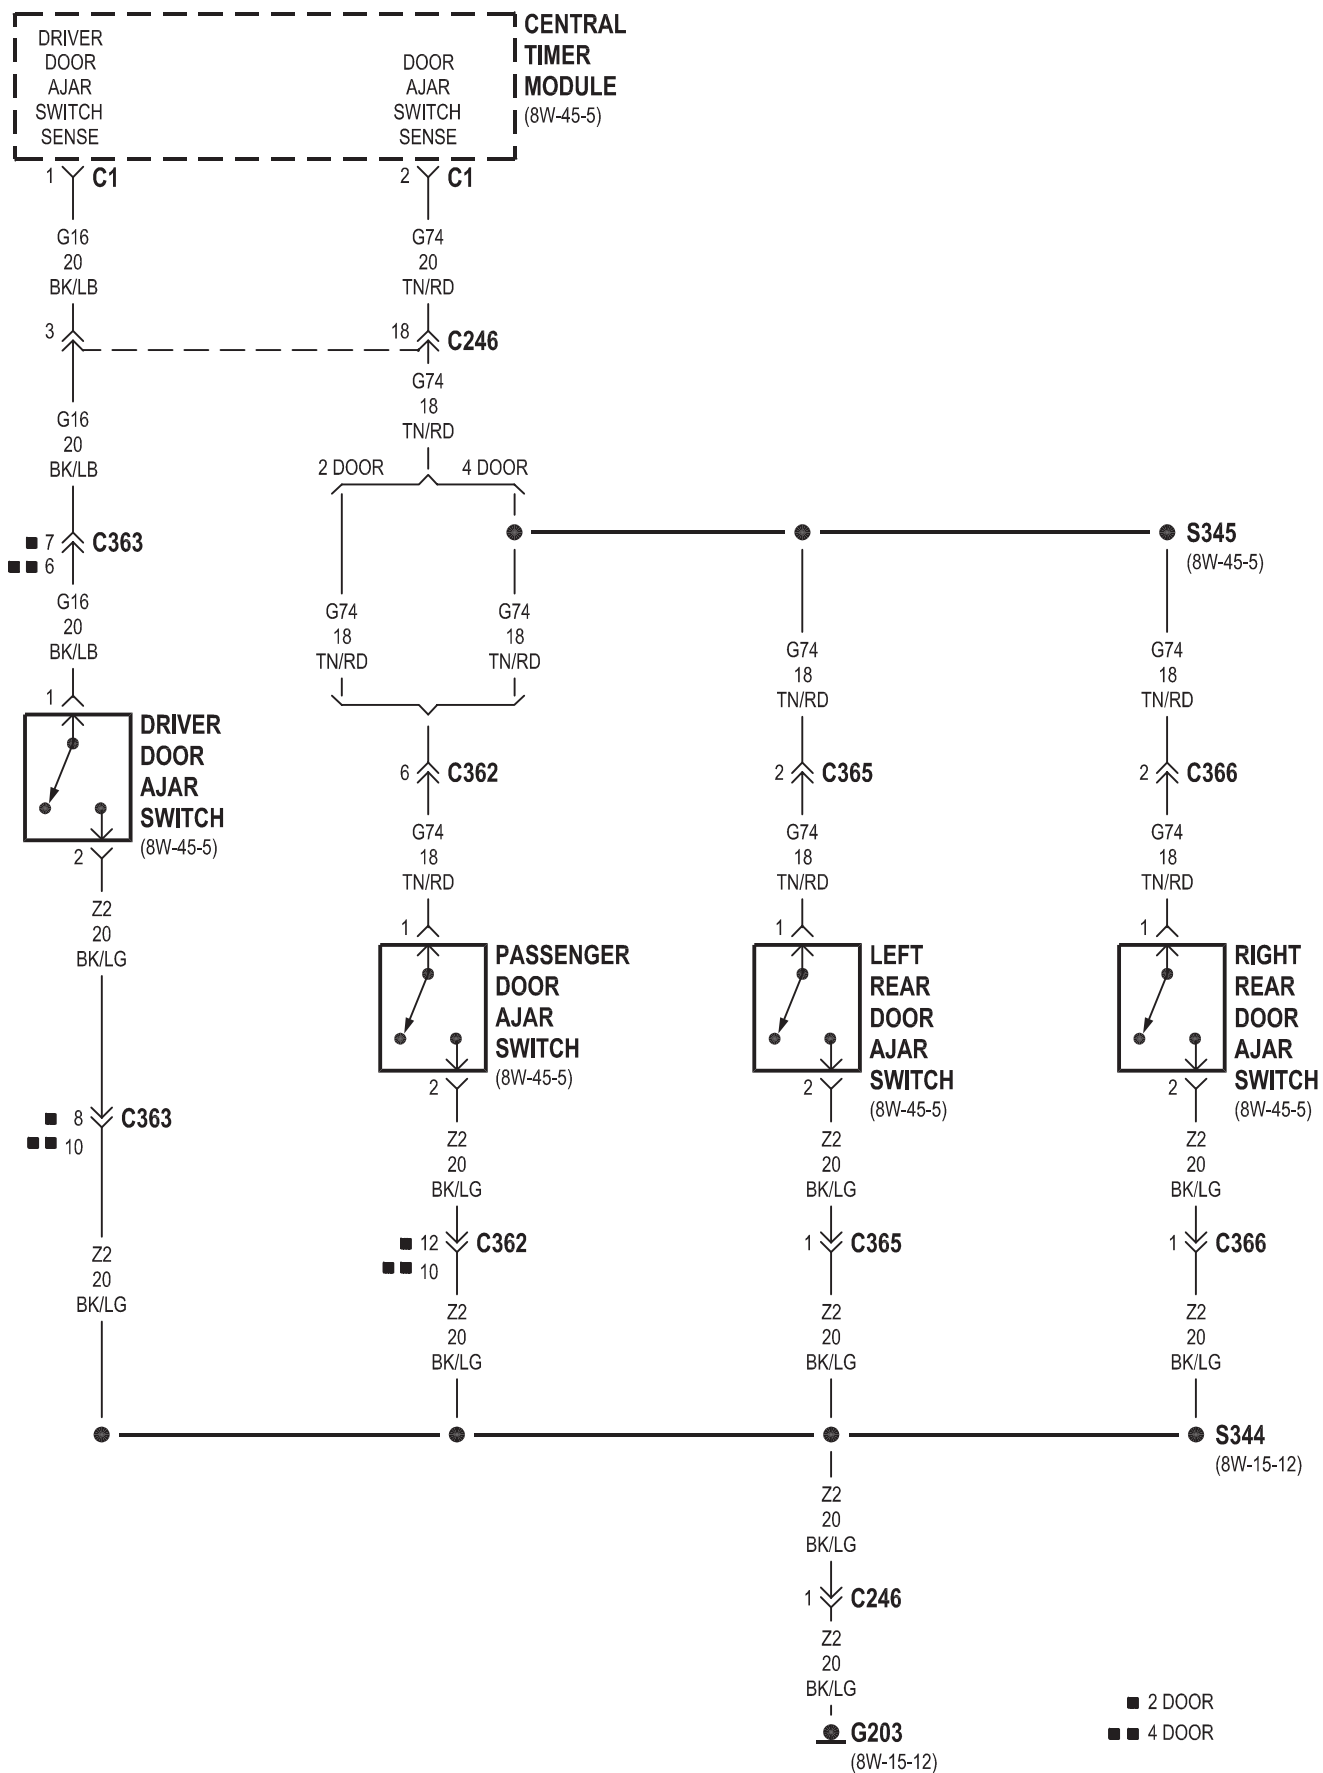 DRIVER
DOOR
AJAR
SWITCH
SENSE
DOOR
AJAR
SWITCH
SENSE
CENTRAL
TIMER
MODULE
(8W-45-5)
1 C1
2 C1
G16
20
BK/LB
G74
20
TN/RD
3
18 C246
G16
20
BK/LB
G74
18
TN/RD
2 DOOR 4 DOOR
S345
(8W-45-5)
■ 7 C363
■ ■ 6
G16
20
BK/LB
G74
18
TN/RD
G74
18
TN/RD
G74
18
TN/RD
G74
18
TN/RD
1
DRIVER
DOOR
AJAR
SWITCH
(8W-45-5)
2
6 C362
2 C365
2 C366
G74
18
TN/RD
G74
18
TN/RD
G74
18
TN/RD
Z2
20
BK/LG
1
PASSENGER
DOOR
AJAR
SWITCH
(8W-45-5)
2
1
LEFT
REAR
DOOR
AJAR
SWITCH
(8W-45-5)
2
1
RIGHT
REAR
DOOR
AJAR
SWITCH
(8W-45-5)
2
■ 8 C363
■ ■ 10
Z2
20
BK/LG
Z2
20
BK/LG
Z2
20
BK/LG
■ 12 C362
■ ■ 10
1 C365
1 C366
Z2
20
BK/LG
Z2
20
BK/LG
Z2
20
BK/LG
Z2
20
BK/LG
S344
(8W-15-12)
Z2
20
BK/LG
1 C246
Z2
20
BK/LG
G203
(8W-15-12)
■ 2 DOOR
■ ■ 4 DOOR